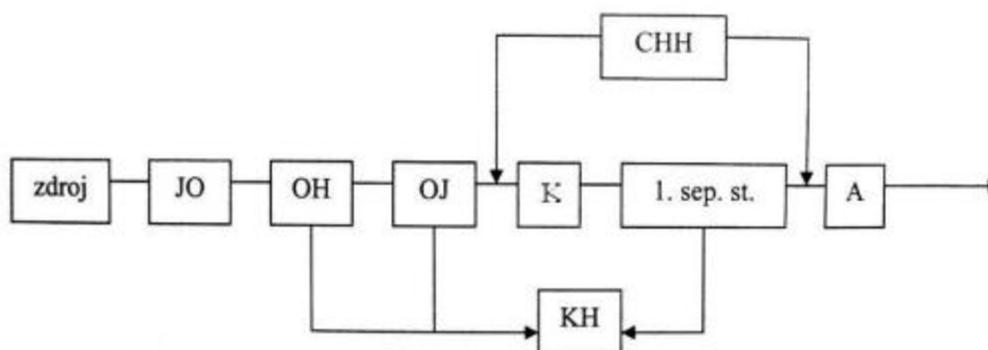 CHH
zdroj
JO
OH
OJ
K
1. sep. st.
A
KH